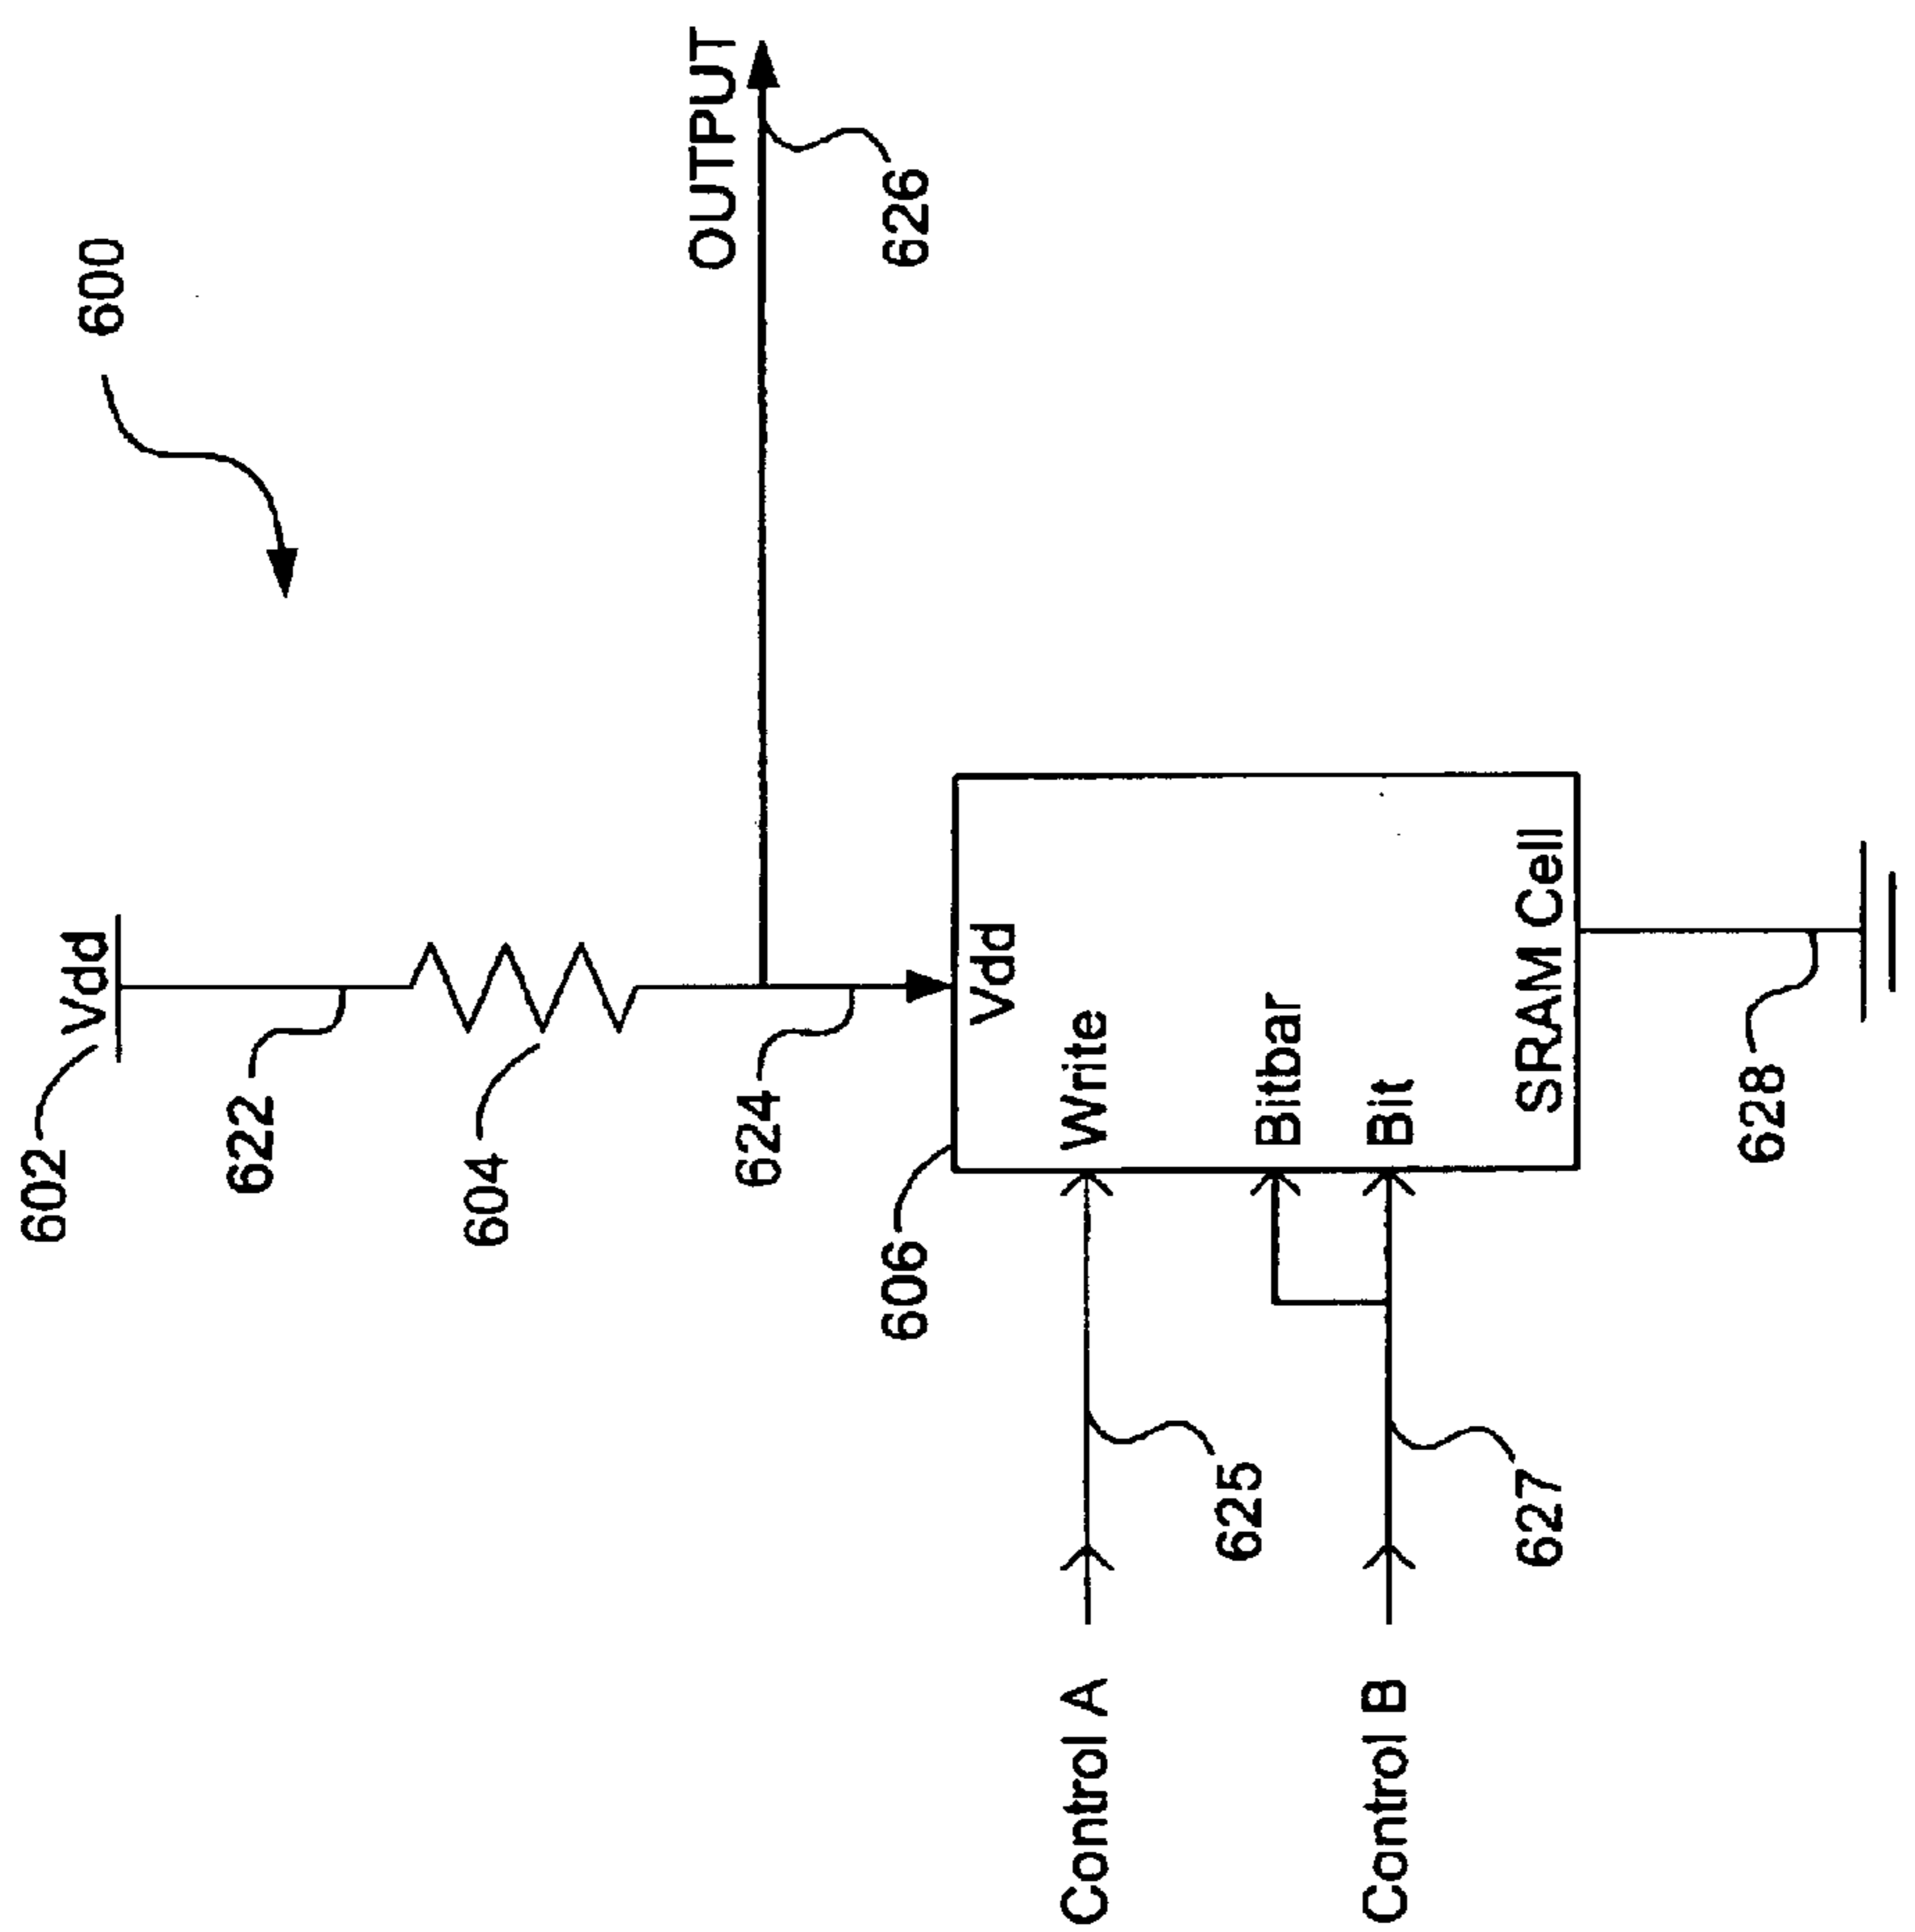 600
Vdd
602
622
604
OUTPUT
626
624
606
Vdd
Write
Bitbar
Bit
SRAM Cell
Control A
625
Control B
627
628